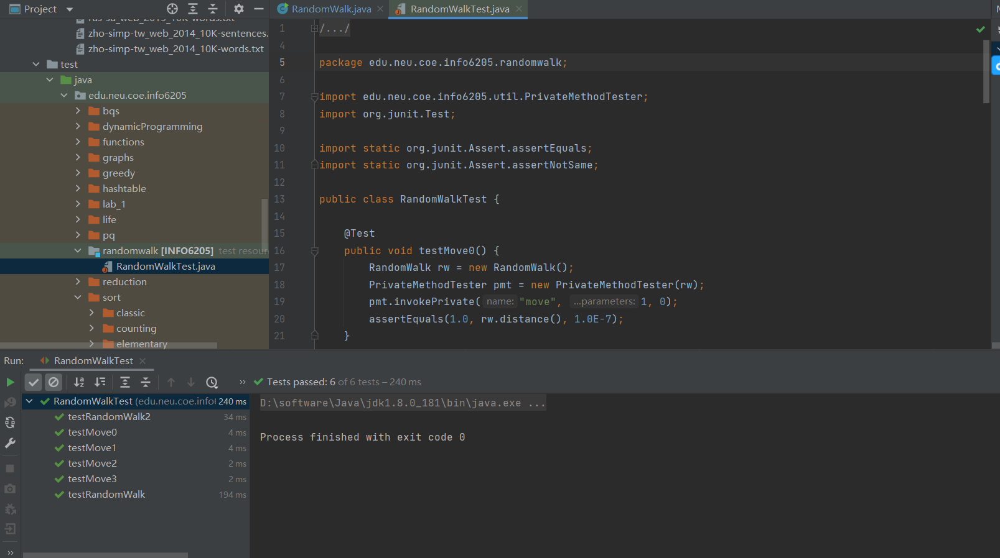 Project
RandomWalk.java
RandomWalkTest.java
zho-simp-tw_web_2014_10K-sentences.
zho-simp-tw_web_2014_10K-words.txt
test
java
edu.neu.coe.info6205
bqs
dynamicProgramming
functions
graphs
greedy
hashtable
lab_1
life
pq
randomwalk [INFO6205] test resour
RandomWalkTest.java
reduction
sort
classic
counting
elementary
1 /.../
4
5 package edu.neu.coe.info6205.randomwalk;
6
7 import edu.neu.coe.info6205.util.PrivateMethodTester;
8 import org.junit.Test;
9
10 import static org.junit.Assert.assertEquals;
11 import static org.junit.Assert.assertNotSame;
12
13 public class RandomWalkTest {
14
15 @Test
16 public void testMove0() {
17 RandomWalk rw = new RandomWalk();
18 PrivateMethodTester pmt = new PrivateMethodTester(rw);
19 pmt.invokePrivate( name: "move", ...parameters: 1, 0);
20 assertEquals(1.0, rw.distance(), 1.0E-7);
21 }
Run: RandomWalkTest
» Tests passed: 6 of 6 tests – 240 ms
RandomWalkTest (edu.neu.coe.info 240 ms
testRandomWalk2 34 ms
testMove0 4 ms
testMove1 4 ms
testMove2 2 ms
testMove3 2 ms
testRandomWalk 194 ms
D:\software\Java\jdk1.8.0_181\bin\java.exe ...
Process finished with exit code 0
»